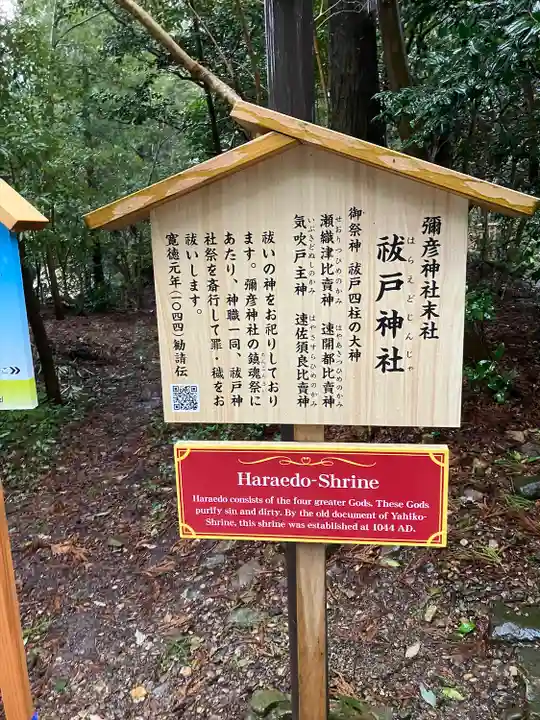 彌彦神社末社
祓戸神社
はらえどじんじゃ
御祭神 祓戸四柱の大神
瀬織津比賣神 速開都比賣神
せおりつひめのかみ はやあきつひめのかみ
気吹戸主神 速佐須良比賣神
いぶきどぬしのかみ はやさすらひめのかみ
祓いの神をお祀りしており
ます。彌彦神社の鎮魂祭に
あたり、神職一同、祓戸神
社祭を斎行して罪・穢をお
祓いします。
寛徳元年(一〇四四)勧請伝
Haraedo-Shrine
Haraedo consists of the four greater Gods. These Gods
purify sin and dirty. By the old document of Yahiko-
Shrine, this shrine was established at 1044 AD.